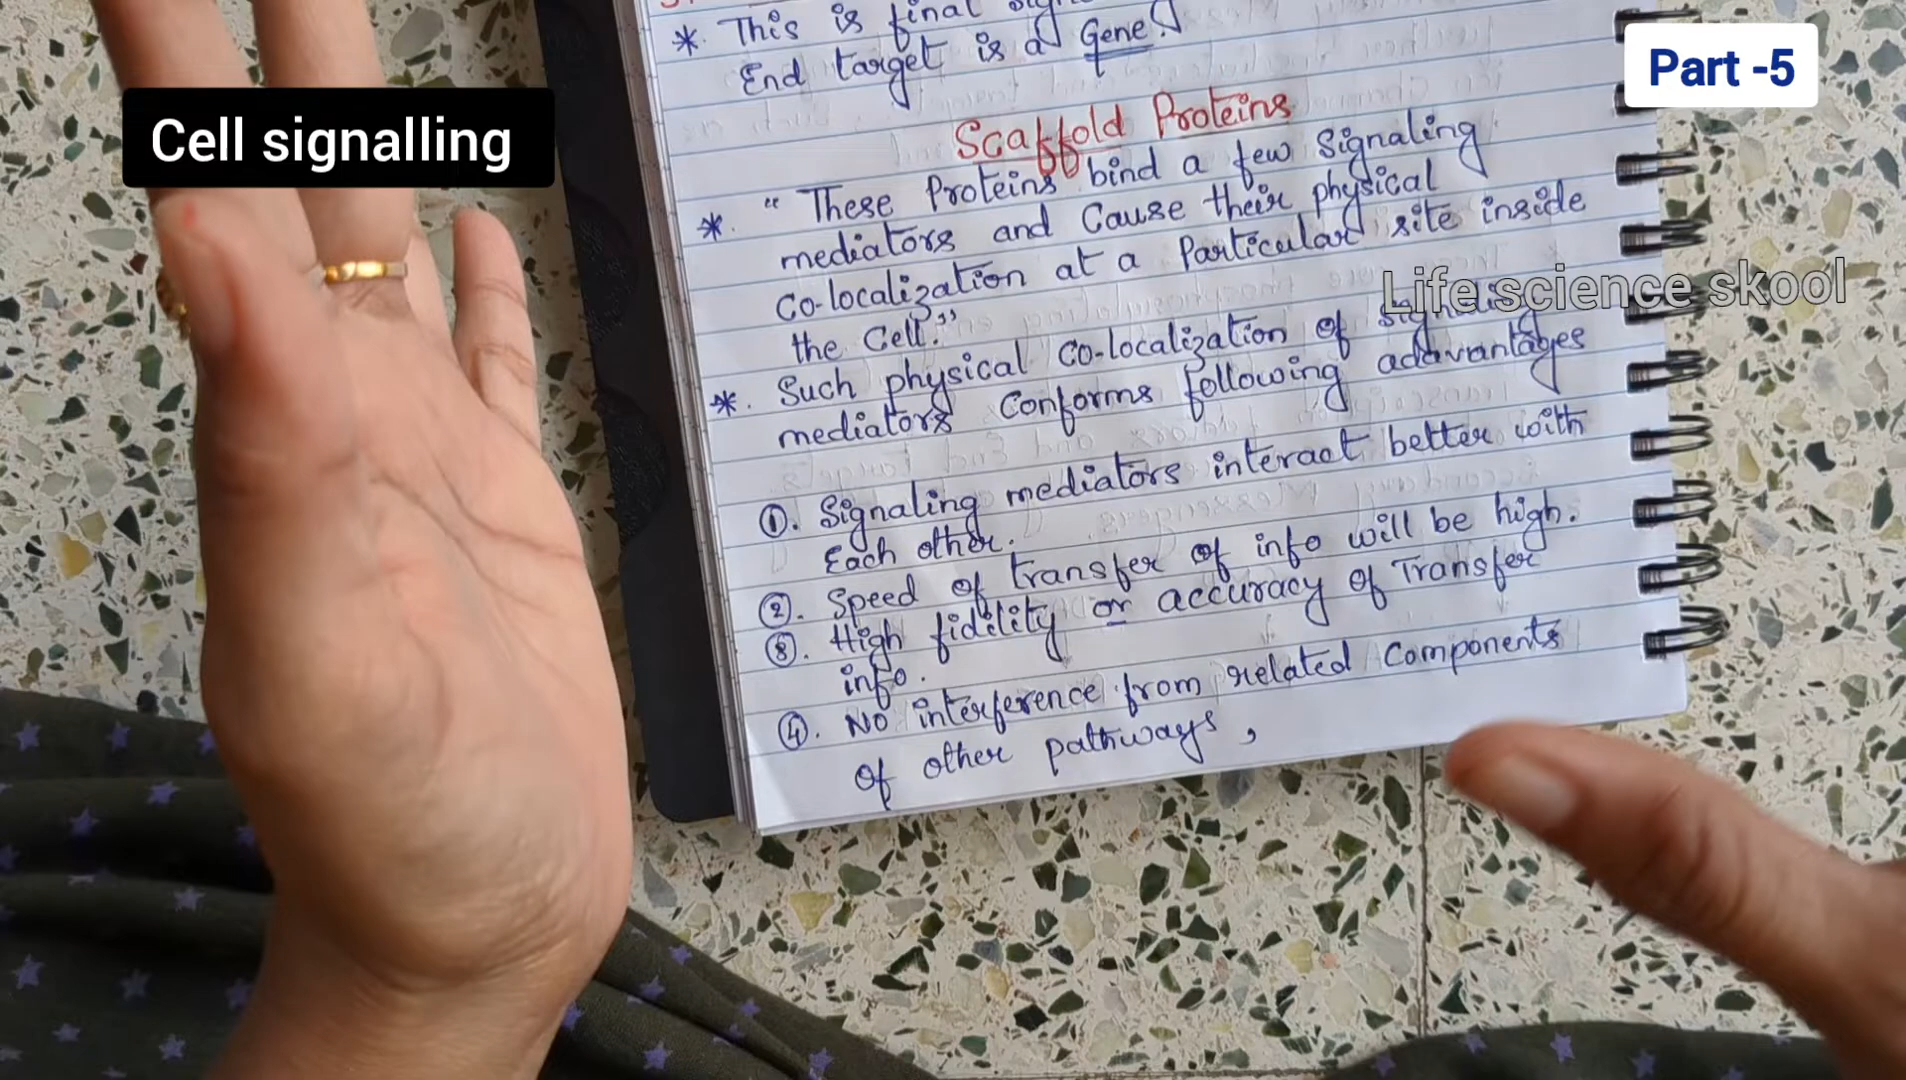 * This is final
End target is a Gene.
Scaffold Proteins
* "These Proteins bind a few signaling
mediators and Cause their physical
Co-localization at a Particular site inside
the Cell."
* Such physical Co-localization of signaling
mediators Conforms following adavantages
①. Signaling mediators interact better with
Each other.
②. Speed of transfer of info will be high.
③. High fidelity or accuracy of Transfer
info.
④. No interference from related Components
of other pathways,
Cell signalling
Part -5
Life science skool